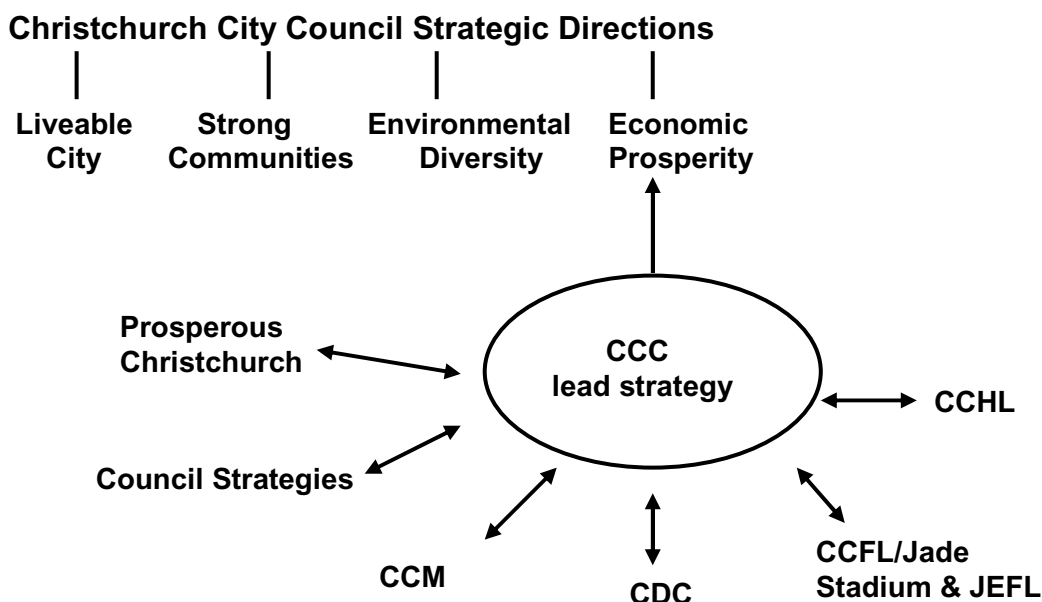 Christchurch City Council Strategic Directions
Liveable City
Strong Communities
Environmental Diversity
Economic Prosperity
Prosperous
Christchurch
CCC
lead strategy
CCHL
Council Strategies
CCM
CDC
CCFL/Jade
Stadium & JEFL